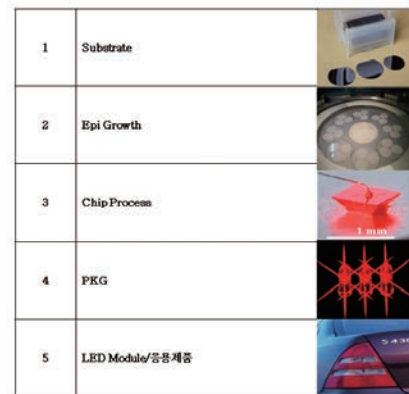 1
Substrate
2
Epi Growth
3
Chip Process
1 mm
4
PKG
5
LED Module/응용제품
S 430